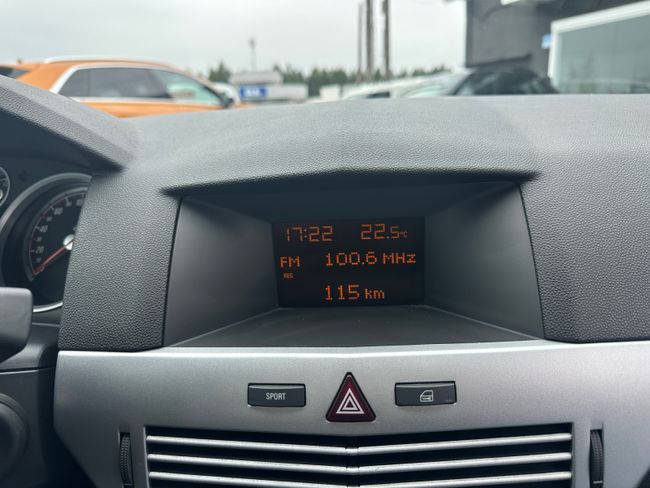 17:22 22.5°C
FM 100.6 MHz
REG
115 km
SPORT